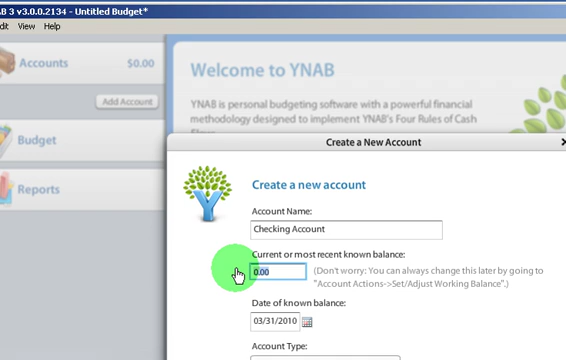 AB 3 v3.0.0.2134 - Untitled Budget*
dit View Help
Accounts $0.00
Add Account
Budget
Reports
Welcome to YNAB
YNAB is personal budgeting software with a powerful financial
methodology designed to implement YNAB's Four Rules of Cash
Create a New Account
Y
Create a new account
Account Name:
Checking Account
Current or most recent known balance:
0.00 (Don't worry: You can always change this later by going to
"Account Actions->Set/Adjust Working Balance".)
Date of known balance:
03/31/2010
Account Type: